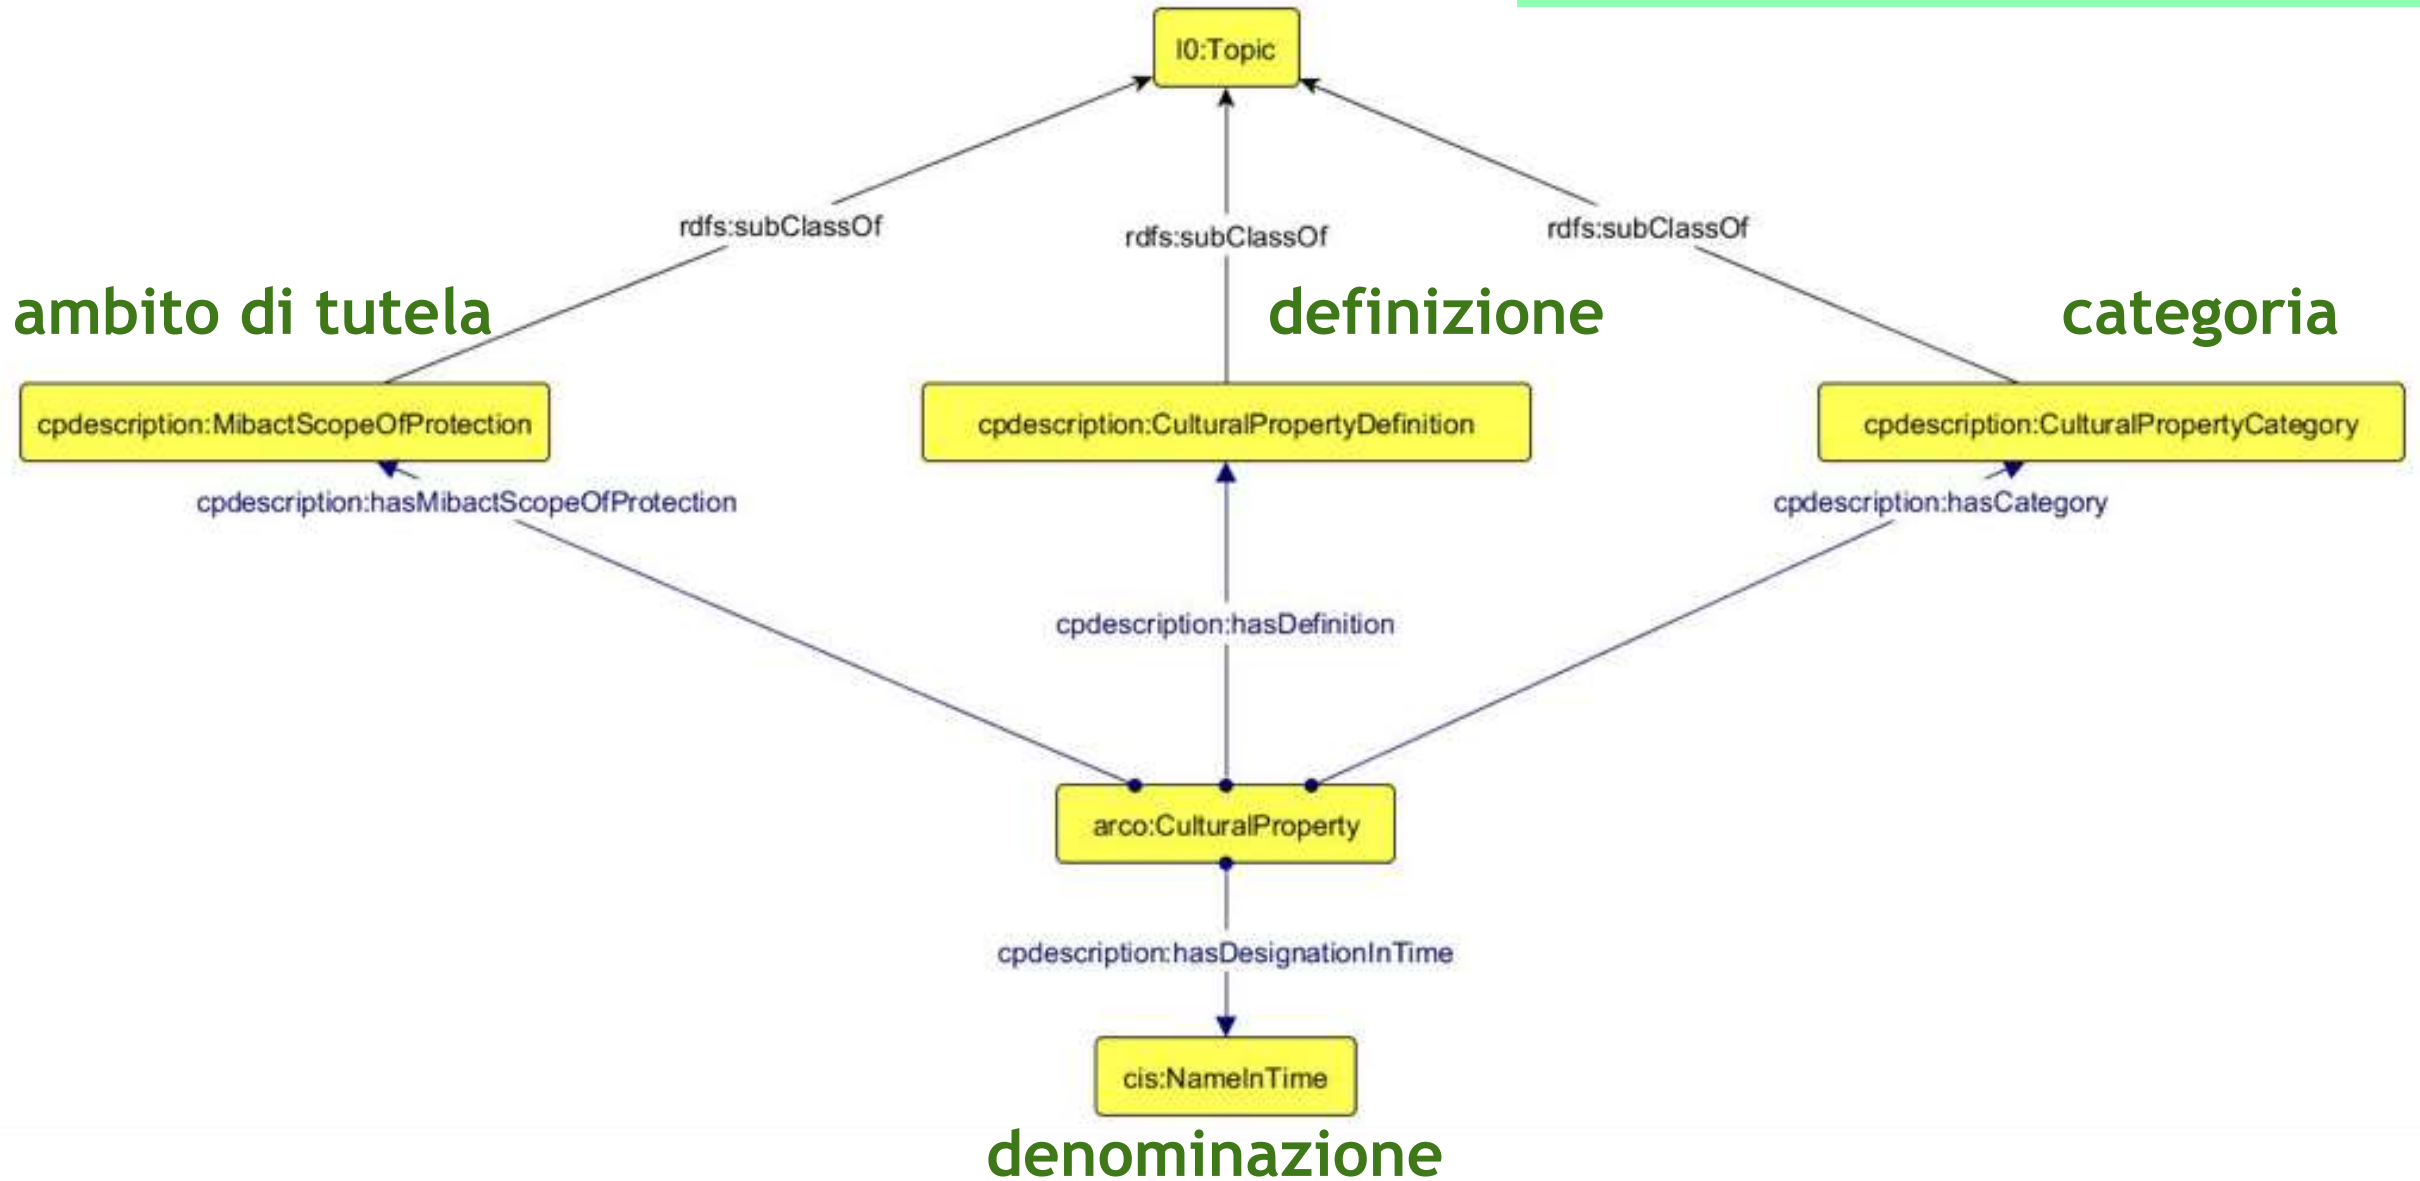 l0:Topic
rdfs:subClassOf
rdfs:subClassOf
rdfs:subClassOf
ambito di tutela
definizione
categoria
cpdescription:MibactScopeOfProtection
cpdescription:CulturalPropertyDefinition
cpdescription:CulturalPropertyCategory
cpdescription:hasMibactScopeOfProtection
cpdescription:hasCategory
cpdescription:hasDefinition
arco:CulturalProperty
cpdescription:hasDesignationInTime
cis:NameInTime
denominazione